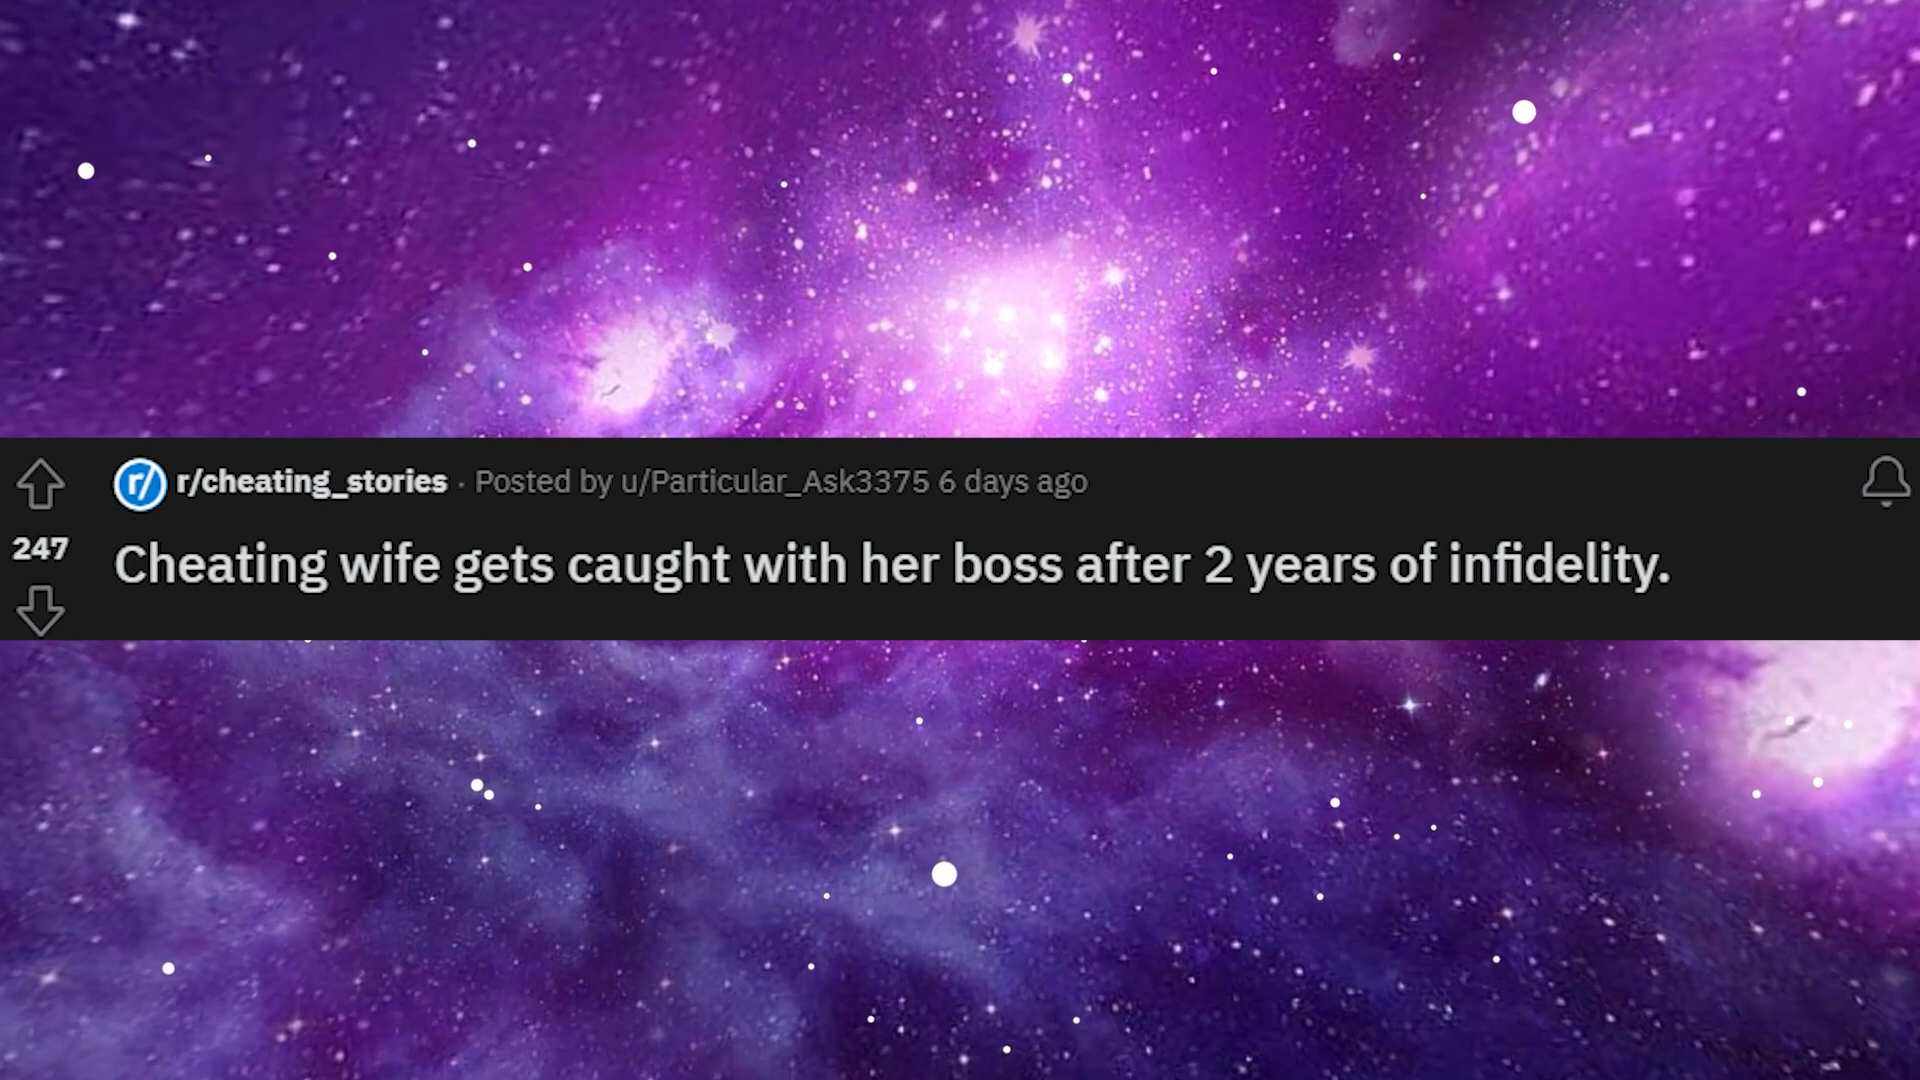 r/cheating_stories · Posted by u/Particular_Ask3375 6 days ago
247
Cheating wife gets caught with her boss after 2 years of infidelity.